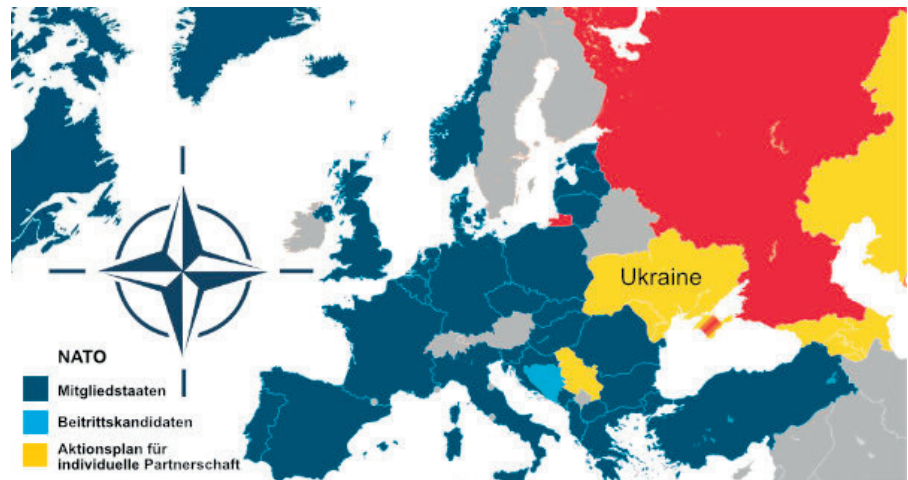 Ukraine
NATO
Mitgliedstaaten
Beitrittskandidaten
Aktionsplan für
individuelle Partnerschaft